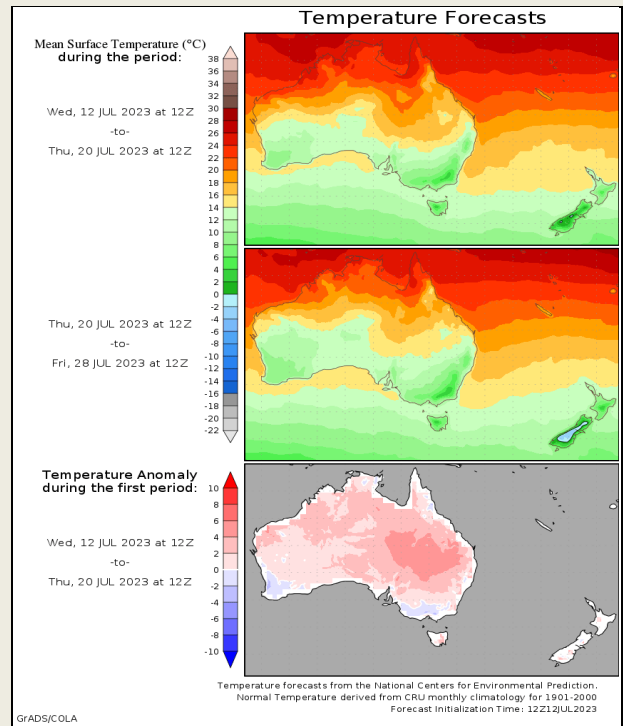 Temperature Forecasts
Mean Surface Temperature (°C)
during the period:
Wed, 12 JUL 2023 at 12Z
-to-
Thu, 20 JUL 2023 at 12Z
38
36
34
32
30
28
26
24
22
20
18
16
14
12
10
8
6
4
2
0
-2
-4
-6
-8
-10
-12
-14
-16
-18
-20
-22
Thu, 20 JUL 2023 at 12Z
-to-
Fri, 28 JUL 2023 at 12Z
Temperature Anomaly
during the first period:
Wed, 12 JUL 2023 at 12Z
-to-
Thu, 20 JUL 2023 at 12Z
10
8
6
4
2
0
-2
-4
-6
-8
-10
Temperature forecasts from the National Centers for Environmental Prediction.
Normal Temperature derived from CRU monthly climatology for 1901-2000
Forecast Initialization Time: 12Z12JUL2023
GrADS/COLA